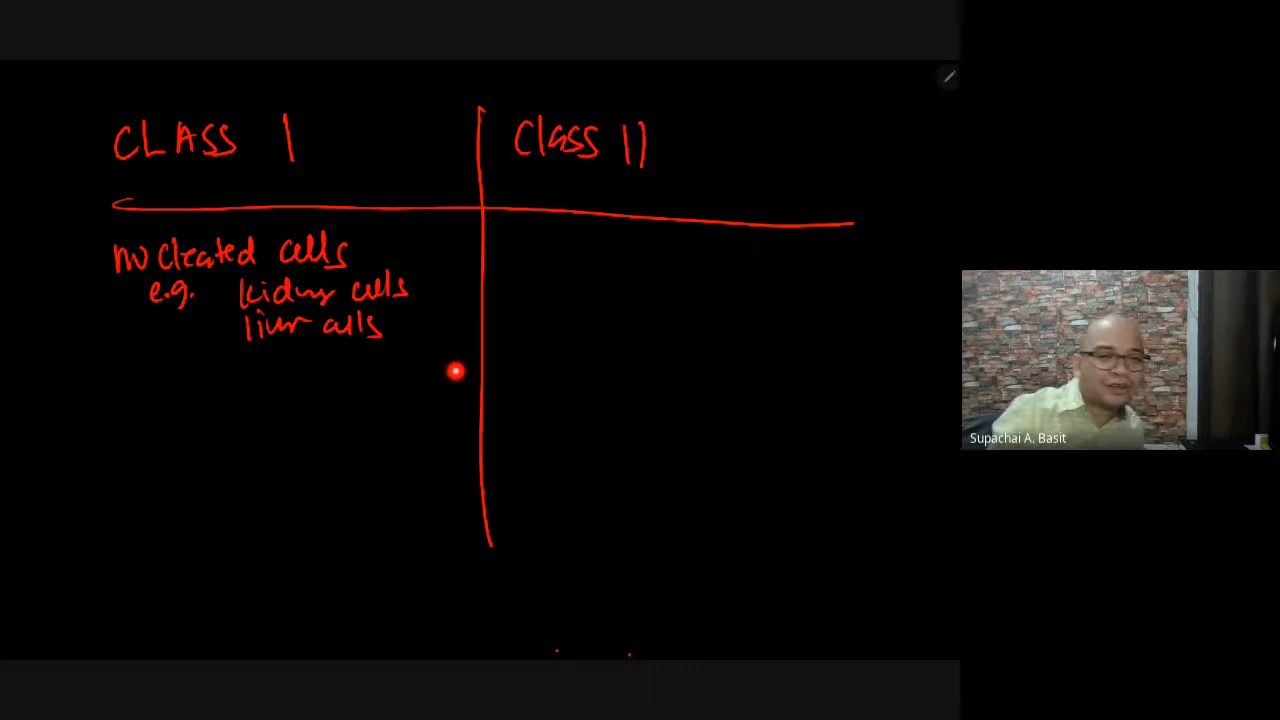 CLASS I
Class II
nucleated cells
e.g. kidney cells
liver cells
Supachai A. Basit